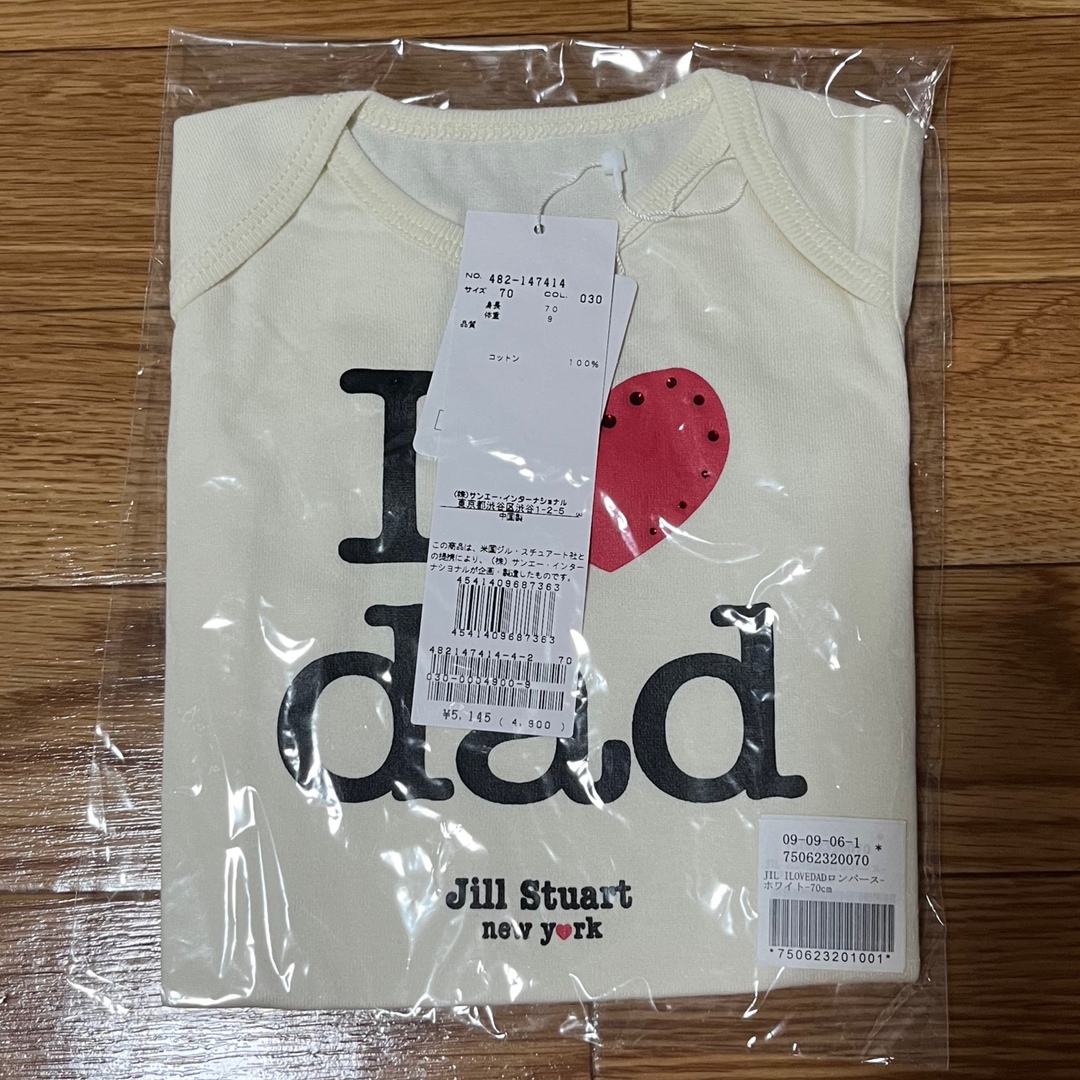 NO. 482-147414
サイズ 70 COL. 030
身長 70
体重 9
品質
コットン 100%
(株)サンエー・インターナショナル
東京都渋谷区渋谷1-2-5
中国製
この商品は、米国ジル・スチュアート社と
の提携により、(株)サンエー・インター
ナショナルが企画・製造したものです。
4541409687363
4541409687363
482147414-4-2 70
030-0004900-9
¥5,145 (4,900)
I
dad
Jill Stuart
new y❤rk
09-09-06-1 *
75062320070
JIL ILOVEDADロンパース-
ホワイト-70cm
*750623201001*